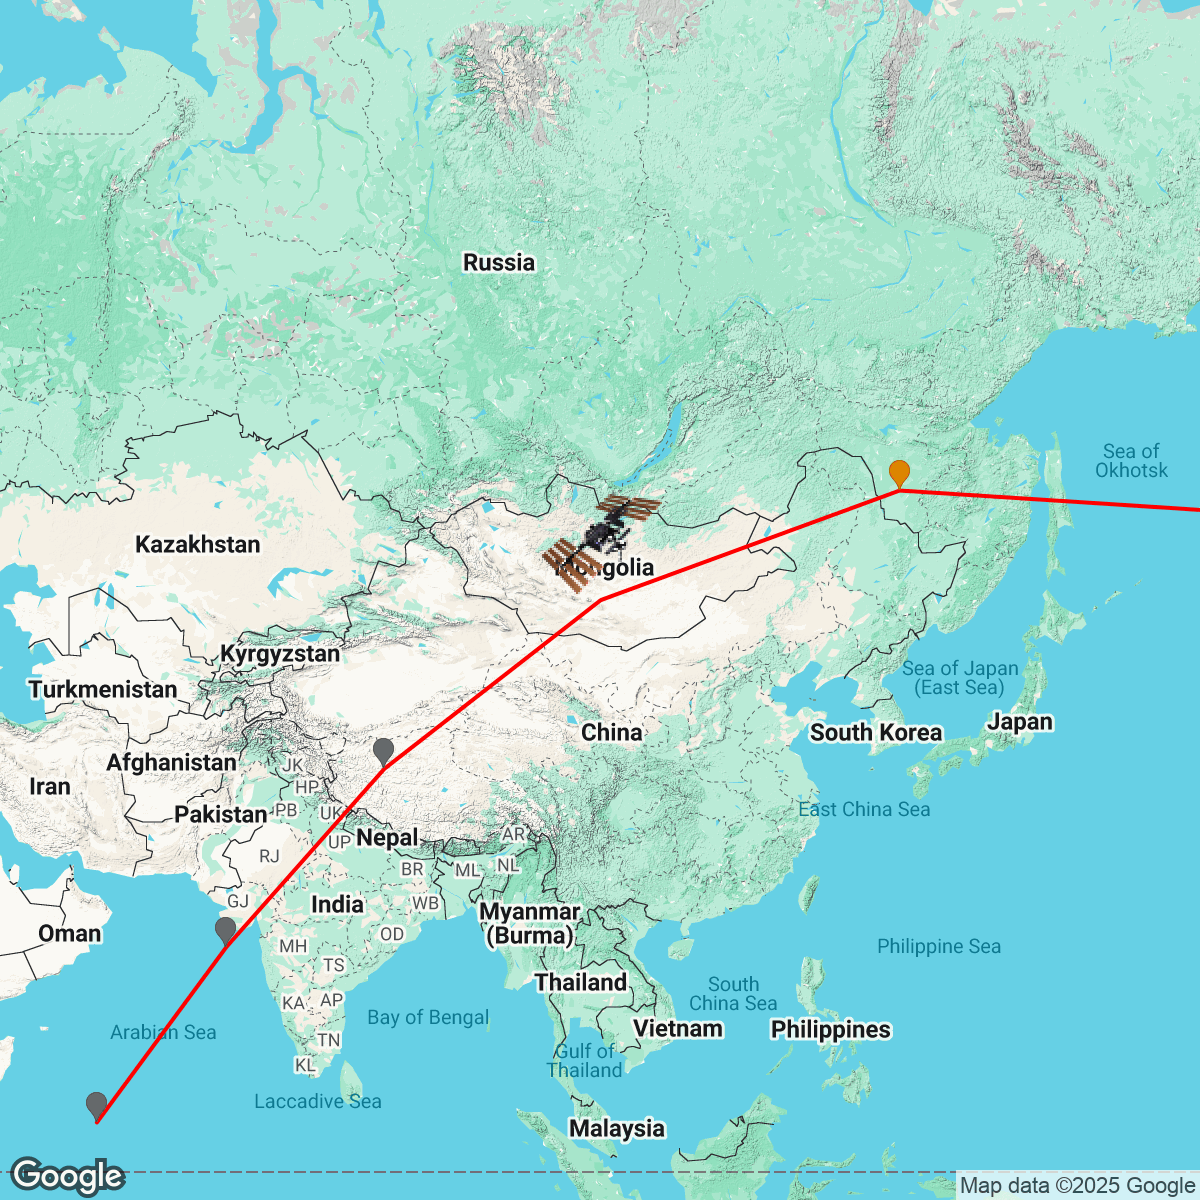 Russia
Sea of
Okhotsk
Kazakhstan
Mongolia
Kyrgyzstan
Turkmenistan
Sea of Japan
(East Sea)
Japan
China
South Korea
Afghanistan
JK
HP
Iran
PB
UK
Pakistan
East China Sea
Nepal
AR
UP
RJ
BR
ML
NL
GJ
India
WB
Myanmar
(Burma)
Oman
OD
MH
Philippine Sea
TS
Thailand
South
China Sea
KA
AP
Bay of Bengal
Arabian Sea
Vietnam
Philippines
TN
Gulf of
Thailand
KL
Laccadive Sea
Malaysia
Google
Map data ©2025 Google